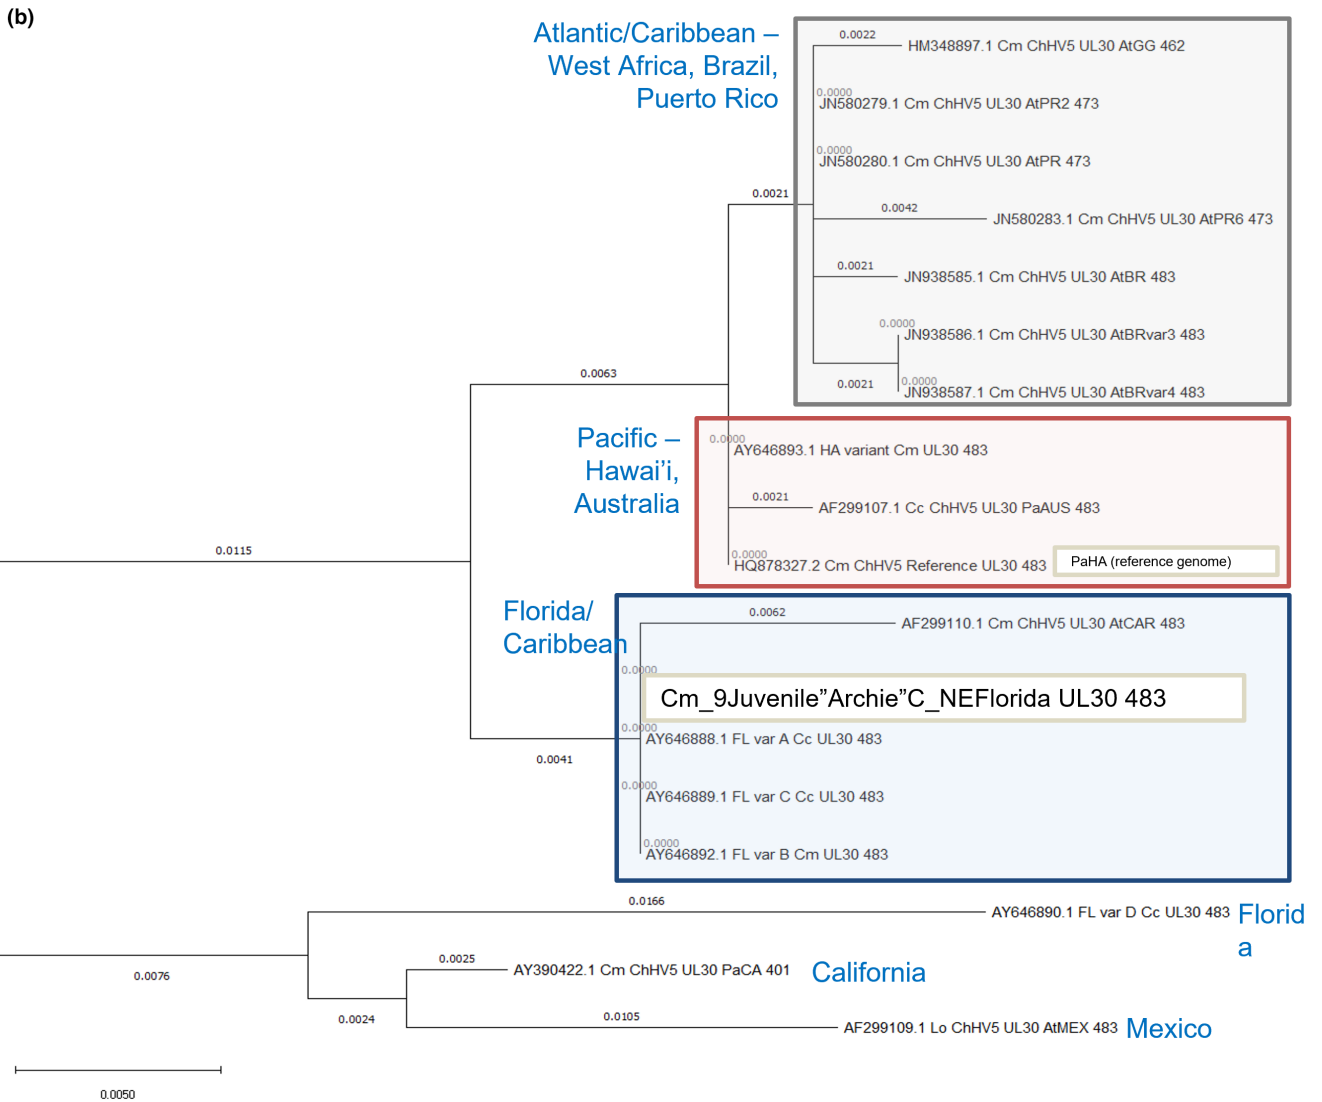 (b)
Atlantic/Caribbean –
West Africa, Brazil,
Puerto Rico
0.0022
HM348897.1 Cm ChHV5 UL30 AtGG 462
0.0000
JN580279.1 Cm ChHV5 UL30 AtPR2 473
0.0000
JN580280.1 Cm ChHV5 UL30 AtPR 473
0.0021
0.0042
JN580283.1 Cm ChHV5 UL30 AtPR6 473
0.0021
JN938585.1 Cm ChHV5 UL30 AtBR 483
0.0000
JN938586.1 Cm ChHV5 UL30 AtBRvar3 483
0.0063
0.0021
0.0000
JN938587.1 Cm ChHV5 UL30 AtBRvar4 483
Pacific –
Hawai’i,
Australia
0.0000
AY646893.1 HA variant Cm UL30 483
0.0021
AF299107.1 Cc ChHV5 UL30 PaAUS 483
0.0115
0.0000
HQ878327.2 Cm ChHV5 Reference UL30 483
PaHA (reference genome)
Florida/
Caribbean
0.0062
AF299110.1 Cm ChHV5 UL30 AtCAR 483
0.0000
Cm_9Juvenile”Archie”C_NEFlorida UL30 483
0.0000
AY646888.1 FL var A Cc UL30 483
0.0041
0.0000
AY646889.1 FL var C Cc UL30 483
0.0000
AY646892.1 FL var B Cm UL30 483
0.0166
AY646890.1 FL var D Cc UL30 483
Florid
a
0.0076
0.0025
AY390422.1 Cm ChHV5 UL30 PaCA 401
California
0.0024
0.0105
AF299109.1 Lo ChHV5 UL30 AtMEX 483
Mexico
0.0050